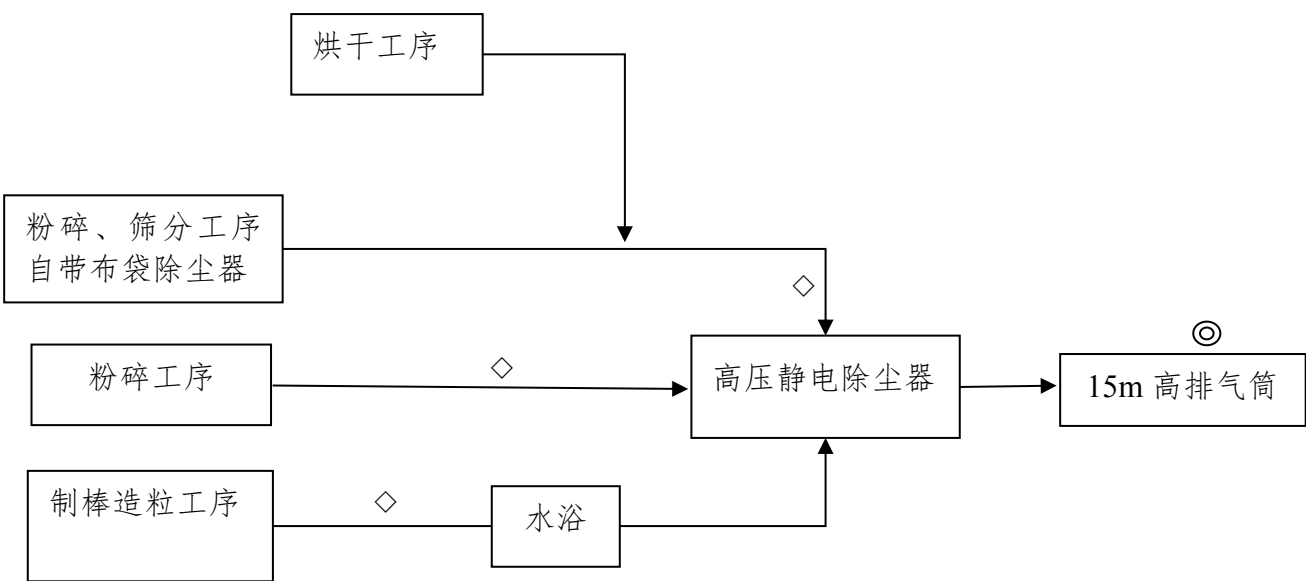 烘干工序
粉碎、筛分工序
自带布袋除尘器
◇
◎
粉碎工序
◇
高压静电除尘器
15m 高排气筒
制棒造粒工序
◇
水浴